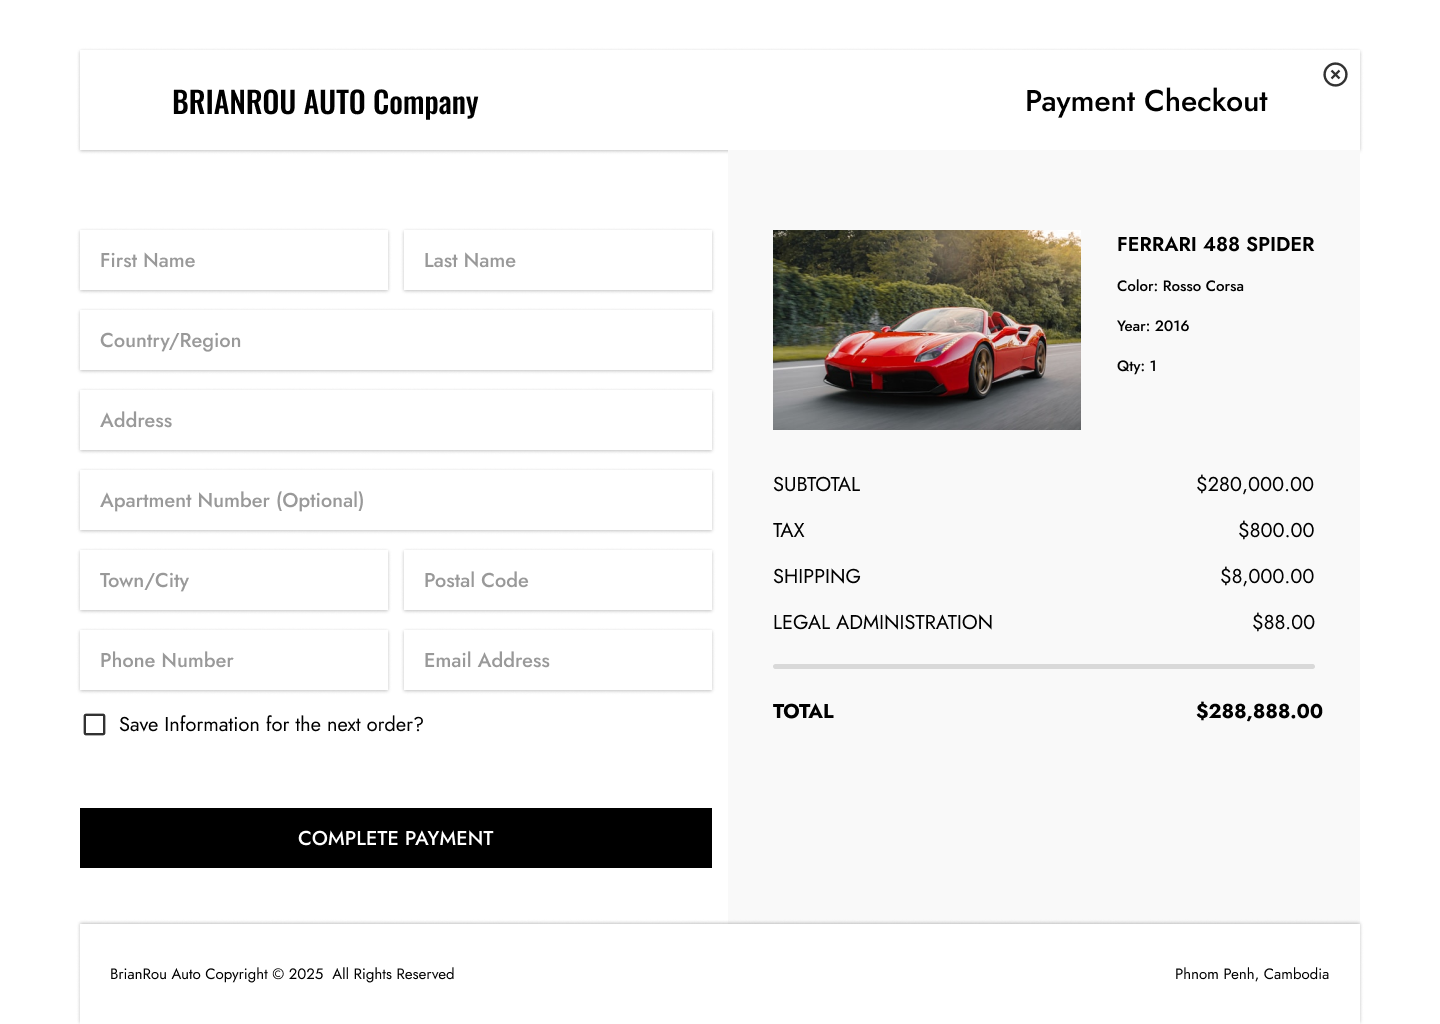 BRIANROU AUTO Company
Payment Checkout
First Name
Last Name
Country/Region
Address
Apartment Number (Optional)
Town/City
Postal Code
Phone Number
Email Address
Save Information for the next order?
COMPLETE PAYMENT
FERRARI 488 SPIDER
Color: Rosso Corsa
Year: 2016
Qty: 1
SUBTOTAL $280,000.00
TAX $800.00
SHIPPING $8,000.00
LEGAL ADMINISTRATION $88.00
TOTAL $288,888.00
BrianRou Auto Copyright © 2025  All Rights Reserved
Phnom Penh, Cambodia